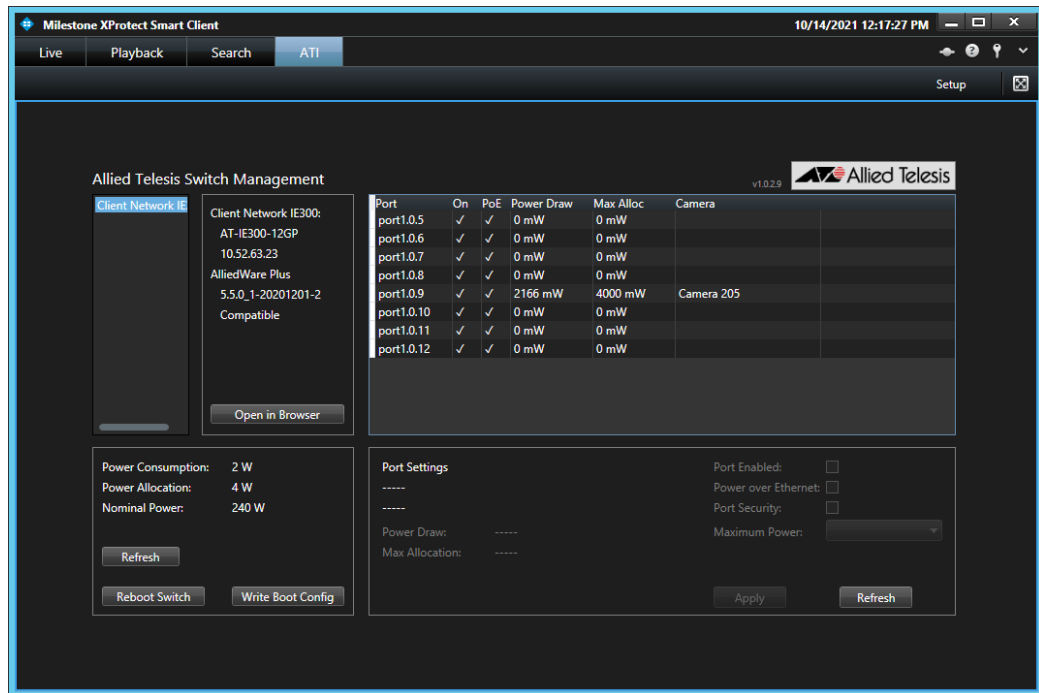 Milestone XProtect Smart Client 10/14/2021 12:17:27 PM
Live Playback Search ATI
Setup
Allied Telesis Switch Management
v1.0.2.9 Allied Telesis
Client Network IE
Client Network IE300:
AT-IE300-12GP
10.52.63.23
AlliedWare Plus
5.5.0_1-20201201-2
Compatible
Open in Browser
Port On PoE Power Draw Max Alloc Camera
port1.0.5 ✓ ✓ 0 mW 0 mW
port1.0.6 ✓ ✓ 0 mW 0 mW
port1.0.7 ✓ ✓ 0 mW 0 mW
port1.0.8 ✓ ✓ 0 mW 0 mW
port1.0.9 ✓ ✓ 2166 mW 4000 mW Camera 205
port1.0.10 ✓ ✓ 0 mW 0 mW
port1.0.11 ✓ ✓ 0 mW 0 mW
port1.0.12 ✓ ✓ 0 mW 0 mW
Power Consumption: 2 W
Power Allocation: 4 W
Nominal Power: 240 W
Refresh
Reboot Switch Write Boot Config
Port Settings
-----
-----
Power Draw: -----
Max Allocation: -----
Port Enabled:
Power over Ethernet:
Port Security:
Maximum Power:
Apply Refresh